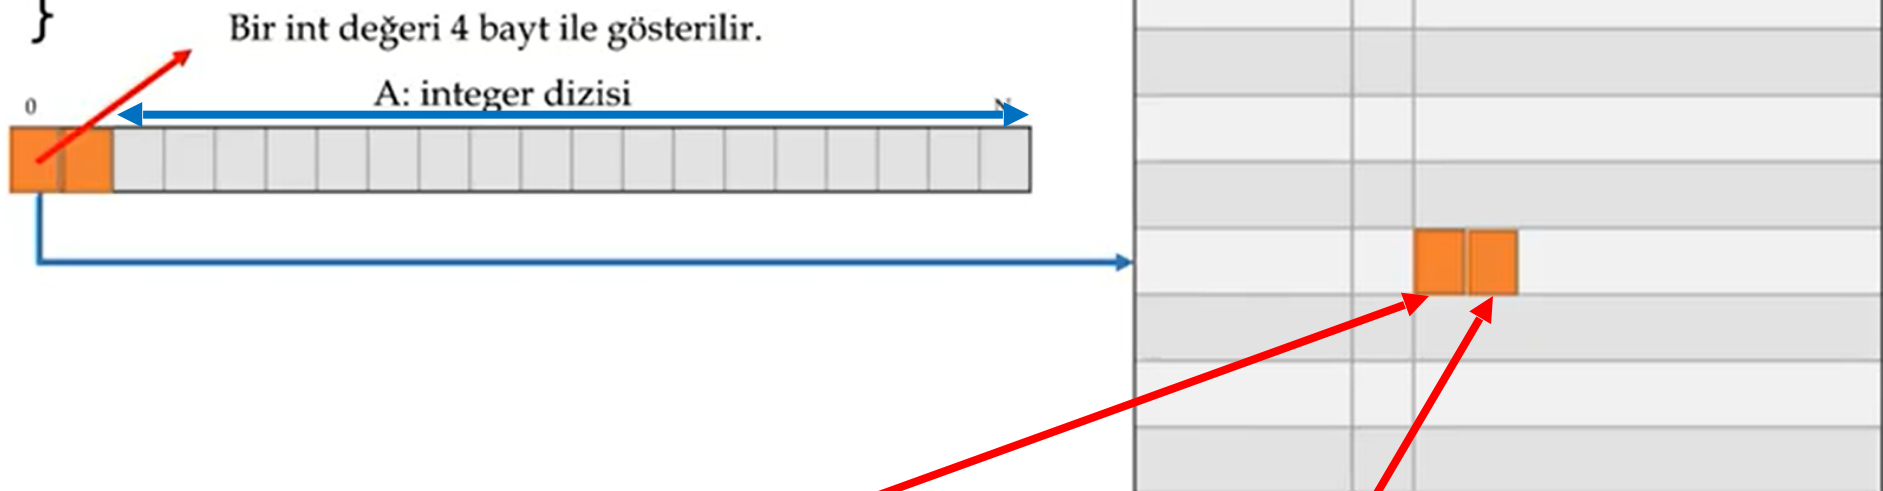 }
Bir int değeri 4 bayt ile gösterilir.
A: integer dizisi
0